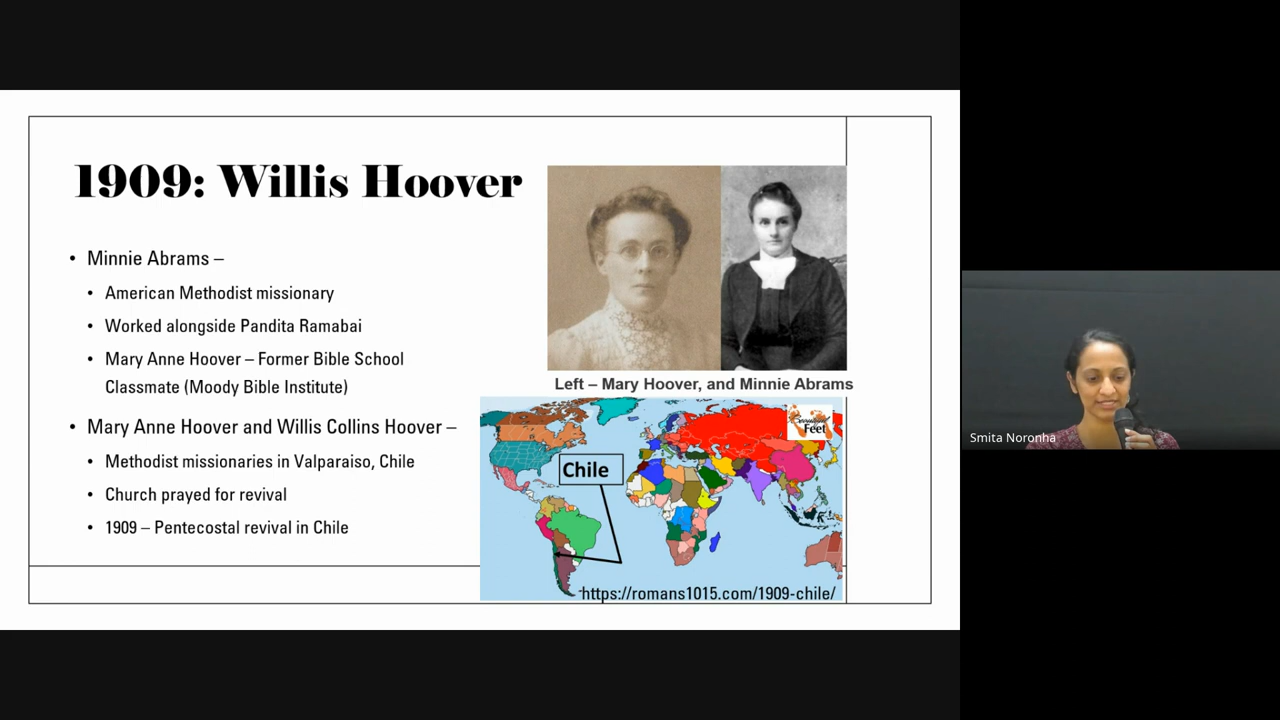 1909: Willis Hoover
• Minnie Abrams –
• American Methodist missionary
• Worked alongside Pandita Ramabai
• Mary Anne Hoover – Former Bible School
Classmate (Moody Bible Institute)
• Mary Anne Hoover and Willis Collins Hoover –
• Methodist missionaries in Valparaiso, Chile
• Church prayed for revival
• 1909 – Pentecostal revival in Chile
Left – Mary Hoover, and Minnie Abrams
Feet
Chile
https://romans1015.com/1909-chile/
Smita Noronha